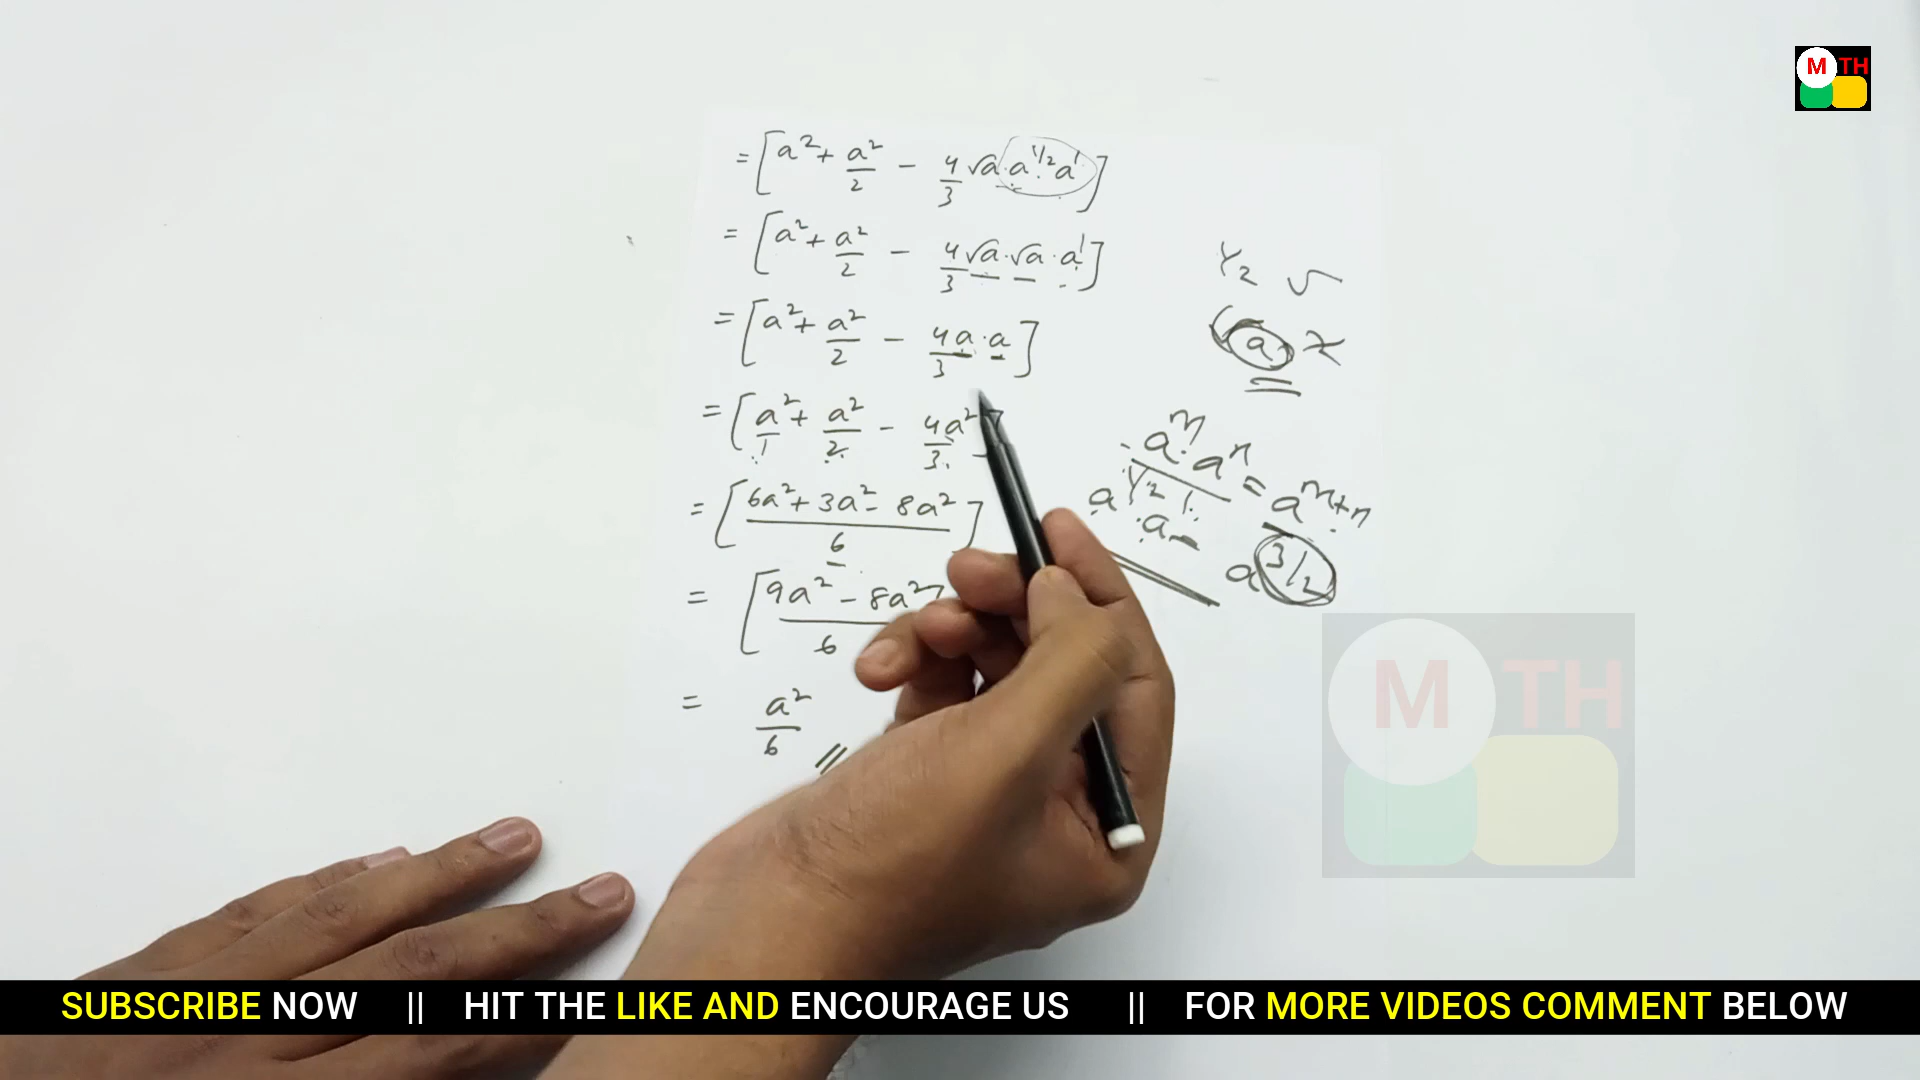 M TH
= [a² + a²/2 - 4/3 √a · a^1/2 a¹]
= [a² + a²/2 - 4/3 √a · √a · a¹]
= [a² + a²/2 - 4a/3 · a]
= [a²/1 + a²/2 - 4a²/3]
= [6a² + 3a² - 8a² / 6]
= [9a² - 8a² / 6]
= a²/6 //
1/2 √
a
a^m · a^n = a^m+n
a^1/2 · a^1
a^3/2
M TH
SUBSCRIBE NOW || HIT THE LIKE AND ENCOURAGE US || FOR MORE VIDEOS COMMENT BELOW